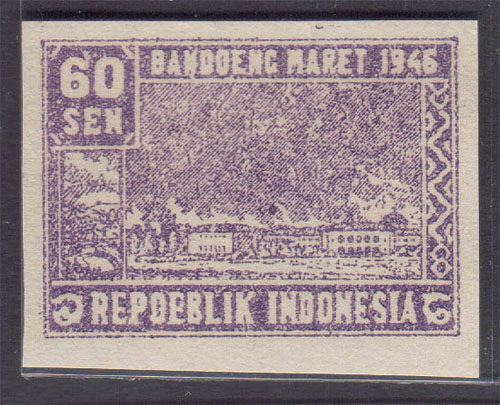 60
SEN
BANDOENG MARET 1946
REPOEBLIK INDONESIA